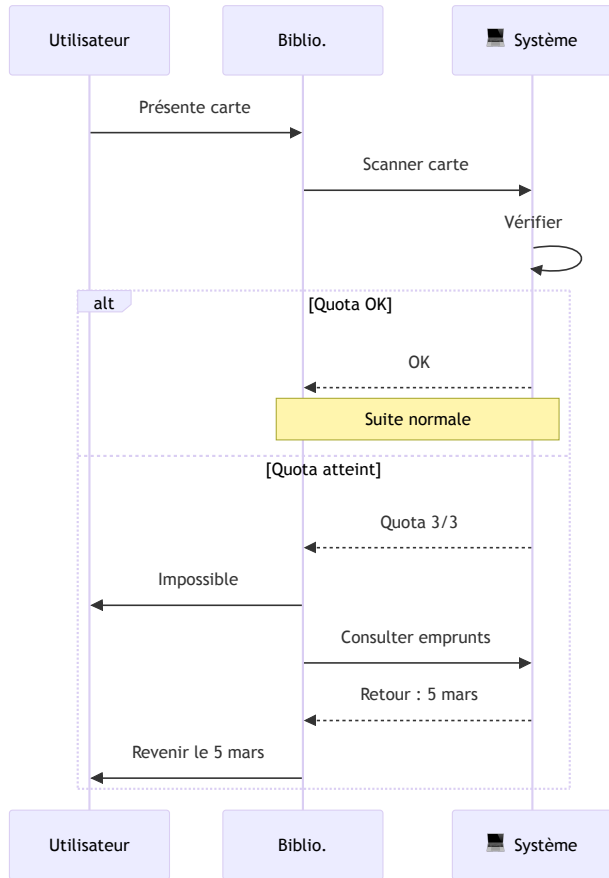 Utilisateur
Biblio.
💻 Système
Présente carte
Scanner carte
Vérifier
alt
[Quota OK]
OK
Suite normale
[Quota atteint]
Quota 3/3
Impossible
Consulter emprunts
Retour : 5 mars
Revenir le 5 mars
Utilisateur
Biblio.
💻 Système